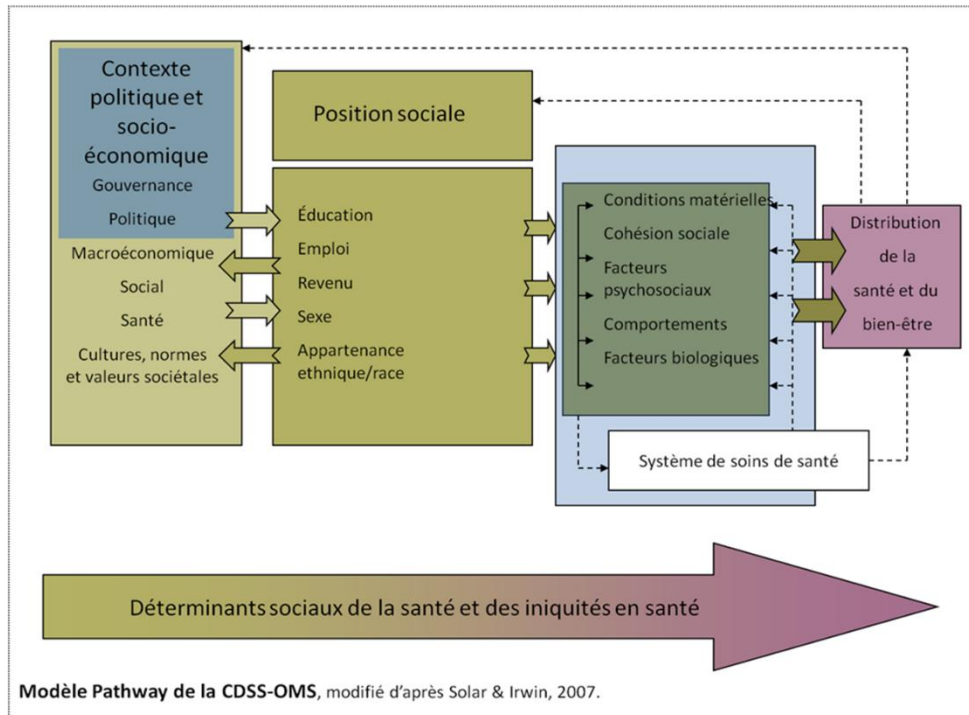 Contexte
politique et
socio-
économique
Gouvernance
Politique
Macroéconomique
Social
Santé
Cultures, normes
et valeurs sociétales
Position sociale
Éducation
Emploi
Revenu
Sexe
Appartenance
ethnique/race
Conditions matérielles
Cohésion sociale
Facteurs
psychosociaux
Comportements
Facteurs biologiques
Système de soins de santé
Distribution
de la
santé et du
bien-être
Déterminants sociaux de la santé et des iniquités en santé
Modèle Pathway de la CDSS-OMS, modifié d’après Solar & Irwin, 2007.